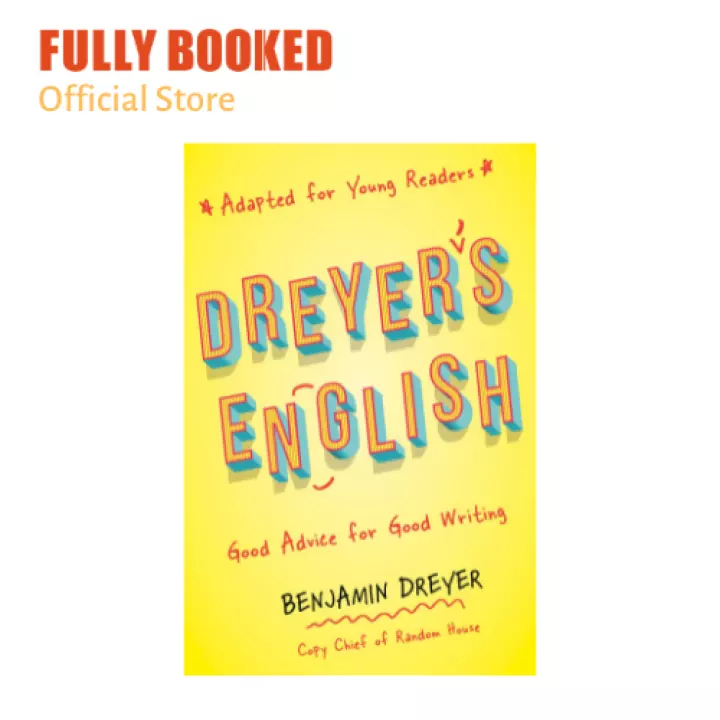 FULLY BOOKED
Official Store
* Adapted for Young Readers *
DREYER'S
ENGLISH
Good Advice for Good Writing
BENJAMIN DREYER
Copy Chief of Random House